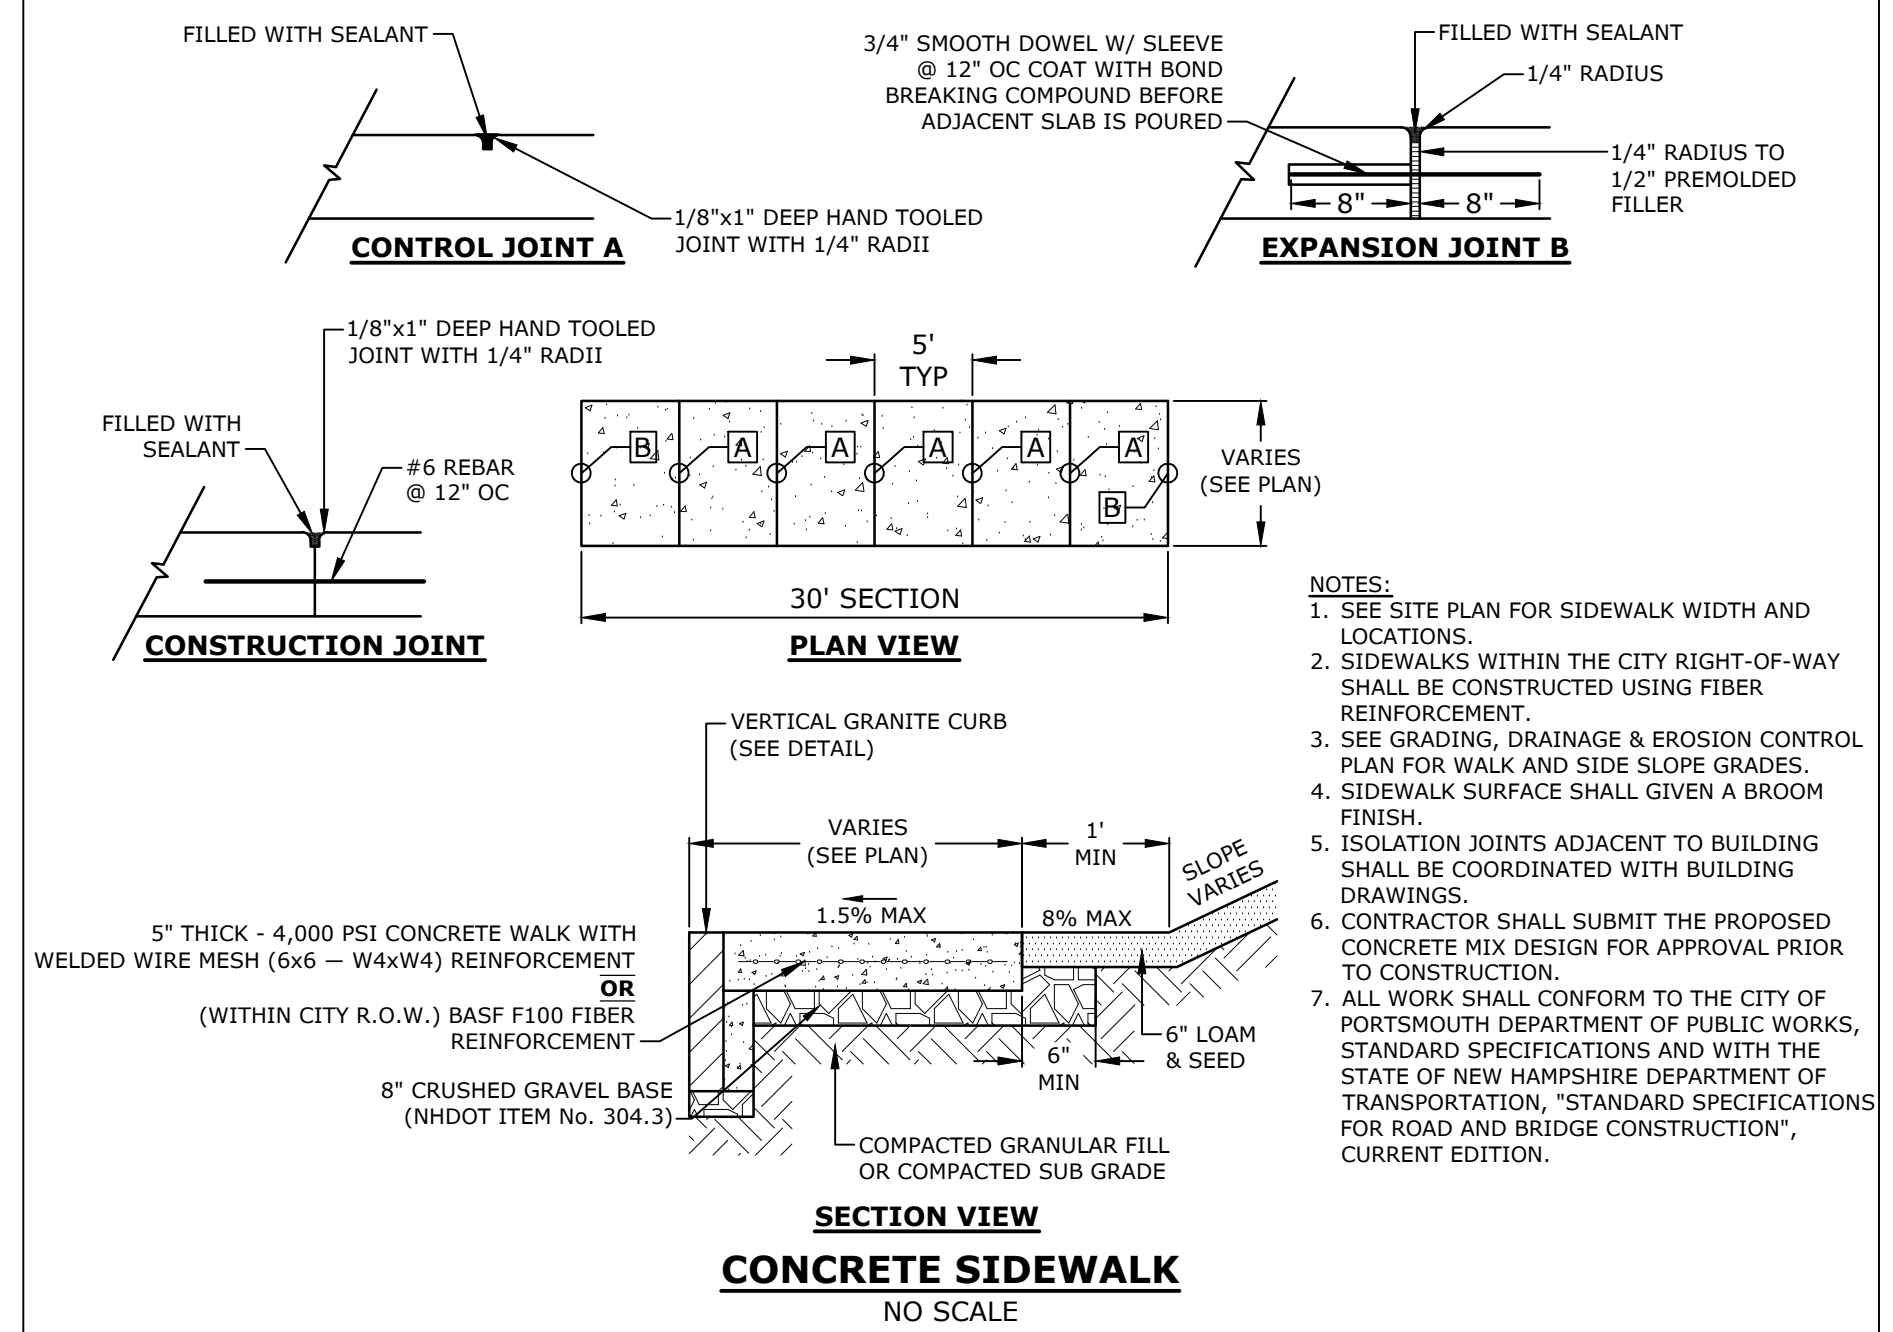 FILLED WITH SEALANT
1/8"x1" DEEP HAND TOOLED
JOINT WITH 1/4" RADII
CONTROL JOINT A
3/4" SMOOTH DOWEL W/ SLEEVE
@ 12" OC COAT WITH BOND
BREAKING COMPOUND BEFORE
ADJACENT SLAB IS POURED
FILLED WITH SEALANT
1/4" RADIUS
1/4" RADIUS TO
1/2" PREMOLDED
FILLER
8"
8"
EXPANSION JOINT B
1/8"x1" DEEP HAND TOOLED
JOINT WITH 1/4" RADII
FILLED WITH
SEALANT
#6 REBAR
@ 12" OC
CONSTRUCTION JOINT
5'
TYP
B
A
A
A
A
A
B
VARIES
(SEE PLAN)
30' SECTION
PLAN VIEW
NOTES:
1. SEE SITE PLAN FOR SIDEWALK WIDTH AND
LOCATIONS.
2. SIDEWALKS WITHIN THE CITY RIGHT-OF-WAY
SHALL BE CONSTRUCTED USING FIBER
REINFORCEMENT.
3. SEE GRADING, DRAINAGE & EROSION CONTROL
PLAN FOR WALK AND SIDE SLOPE GRADES.
4. SIDEWALK SURFACE SHALL GIVEN A BROOM
FINISH.
5. ISOLATION JOINTS ADJACENT TO BUILDING
SHALL BE COORDINATED WITH BUILDING
DRAWINGS.
6. CONTRACTOR SHALL SUBMIT THE PROPOSED
CONCRETE MIX DESIGN FOR APPROVAL PRIOR
TO CONSTRUCTION.
7. ALL WORK SHALL CONFORM TO THE CITY OF
PORTSMOUTH DEPARTMENT OF PUBLIC WORKS,
STANDARD SPECIFICATIONS AND WITH THE
STATE OF NEW HAMPSHIRE DEPARTMENT OF
TRANSPORTATION, "STANDARD SPECIFICATIONS
FOR ROAD AND BRIDGE CONSTRUCTION",
CURRENT EDITION.
VERTICAL GRANITE CURB
(SEE DETAIL)
VARIES
(SEE PLAN)
1'
MIN
SLOPE
VARIES
1.5% MAX
8% MAX
5" THICK - 4,000 PSI CONCRETE WALK WITH
WELDED WIRE MESH (6x6 — W4xW4) REINFORCEMENT
OR
(WITHIN CITY R.O.W.) BASF F100 FIBER
REINFORCEMENT
8" CRUSHED GRAVEL BASE
(NHDOT ITEM No. 304.3)
6"
MIN
6" LOAM
& SEED
COMPACTED GRANULAR FILL
OR COMPACTED SUB GRADE
SECTION VIEW
CONCRETE SIDEWALK
NO SCALE